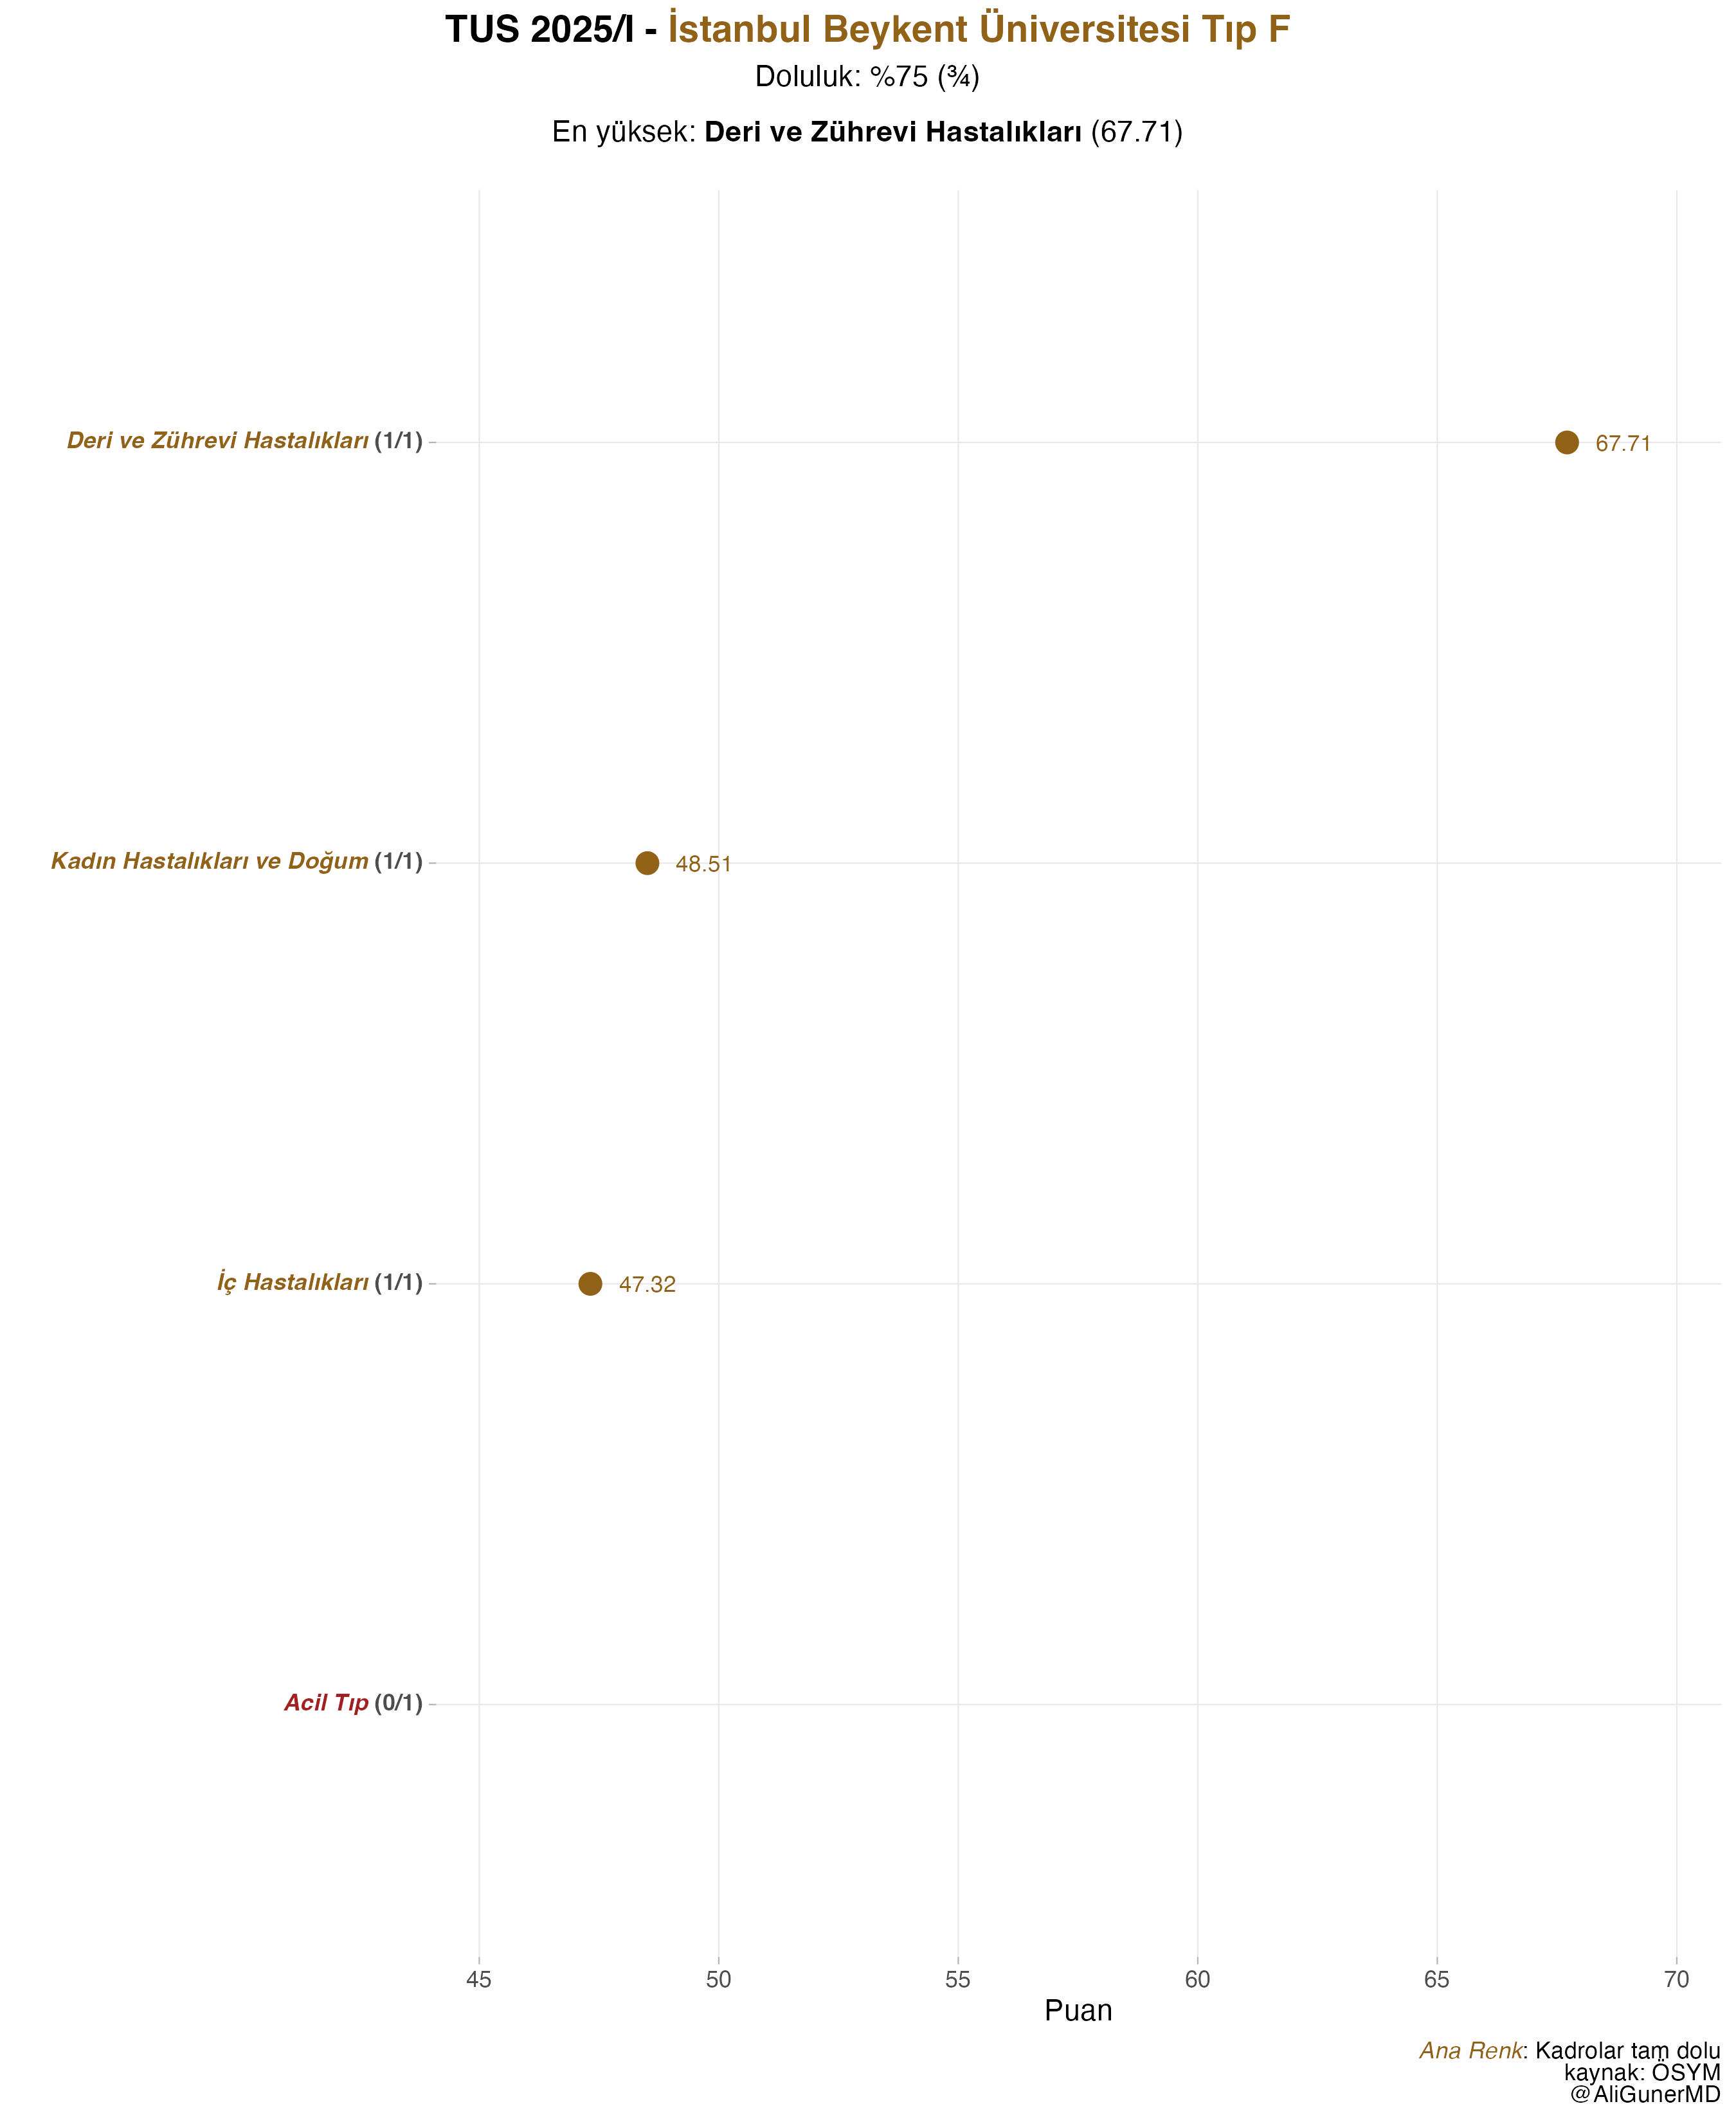 TUS 2025/I - İstanbul Beykent Üniversitesi Tıp F
Doluluk: %75 (¾)
En yüksek: Deri ve Zührevi Hastalıkları (67.71)
Deri ve Zührevi Hastalıkları (1/1)
67.71
Kadın Hastalıkları ve Doğum (1/1)
48.51
İç Hastalıkları (1/1)
47.32
Acil Tıp (0/1)
45 50 55 60 65 70
Puan
Ana Renk: Kadrolar tam dolu
kaynak: ÖSYM
@AliGunerMD